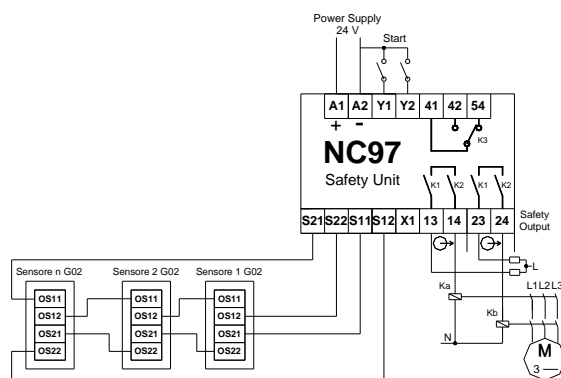 Power Supply
24 V
Start
A1 A2 Y1 Y2 41 42 54
+ -
K3
NC97
Safety Unit
K1 K2 K1 K2
S21 S22 S11 S12 X1 13 14 23 24
Safety
Output
L
Sensore n G02 Sensore 2 G02 Sensore 1 G02
OS11 OS11 OS11
OS12 OS12 OS12
OS21 OS21 OS21
OS22 OS22 OS22
Ka
L1 L2 L3
Kb
N
M
3